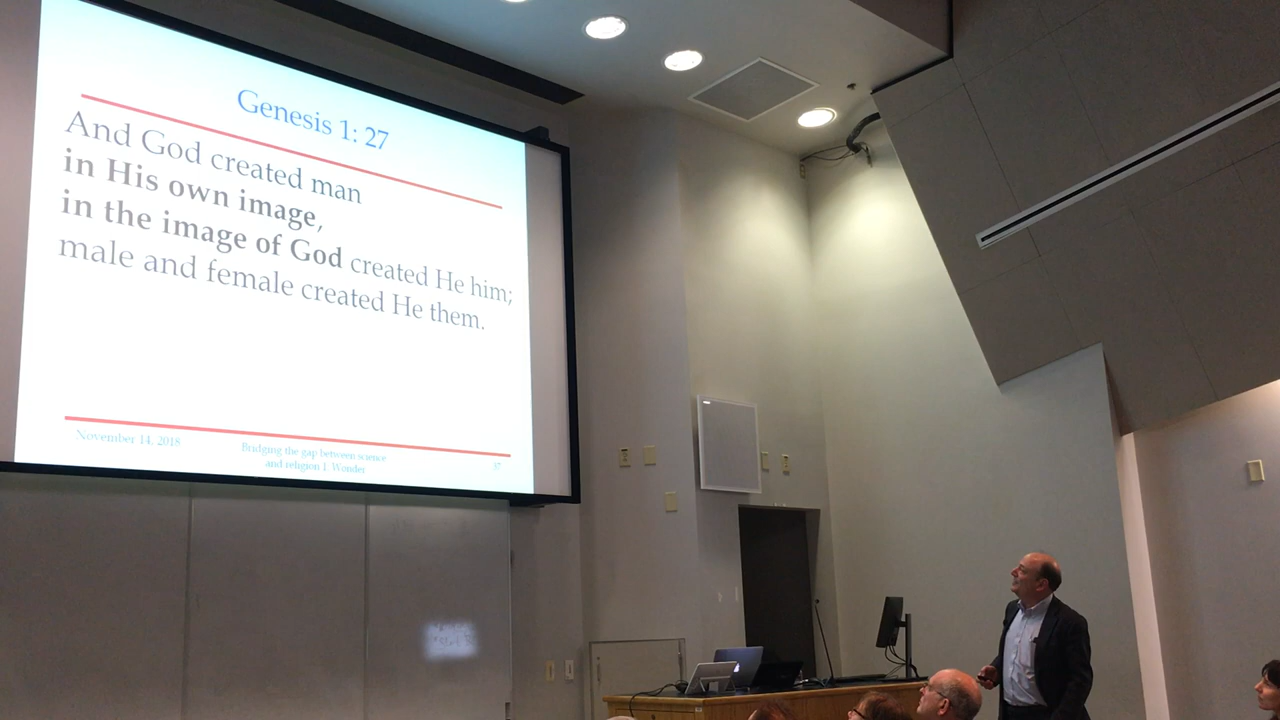 Genesis 1: 27
And God created man
in His own image,
in the image of God created He him;
male and female created He them.
November 14, 2018
Bridging the gap between science
and religion I. Wonder
37